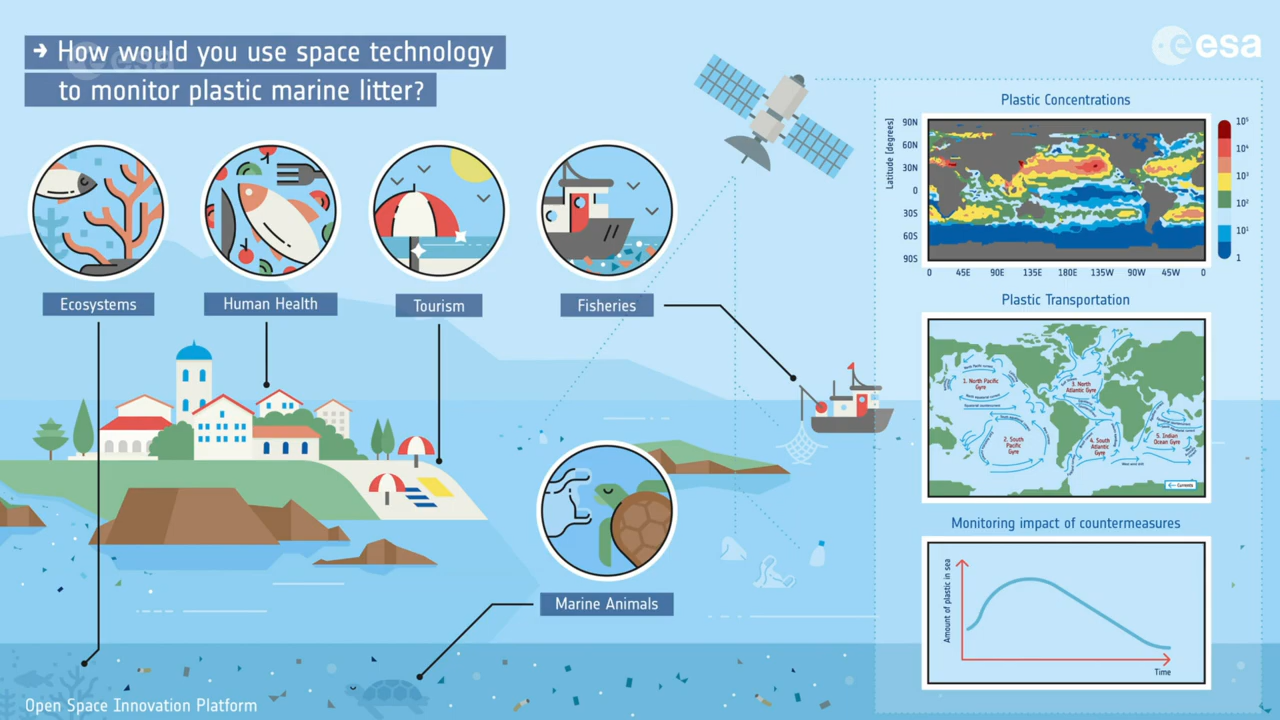 → How would you use space technology
to monitor plastic marine litter?
esa
Ecosystems
Human Health
Tourism
Fisheries
Marine Animals
Plastic Concentrations
Latitude [degrees]
90N
60N
30N
0
30S
60S
90S
0 45E 90E 135E 180E 135W 90W 45W 0
10⁵
10⁴
10³
10²
10¹
1
Plastic Transportation
1. North Pacific
Gyre
2. South
Pacific
Gyre
3. North
Atlantic Gyre
4. South
Atlantic
Gyre
5. Indian
Ocean Gyre
← Currents
Monitoring impact of countermeasures
Amount of plastic in sea
Time
Open Space Innovation Platform